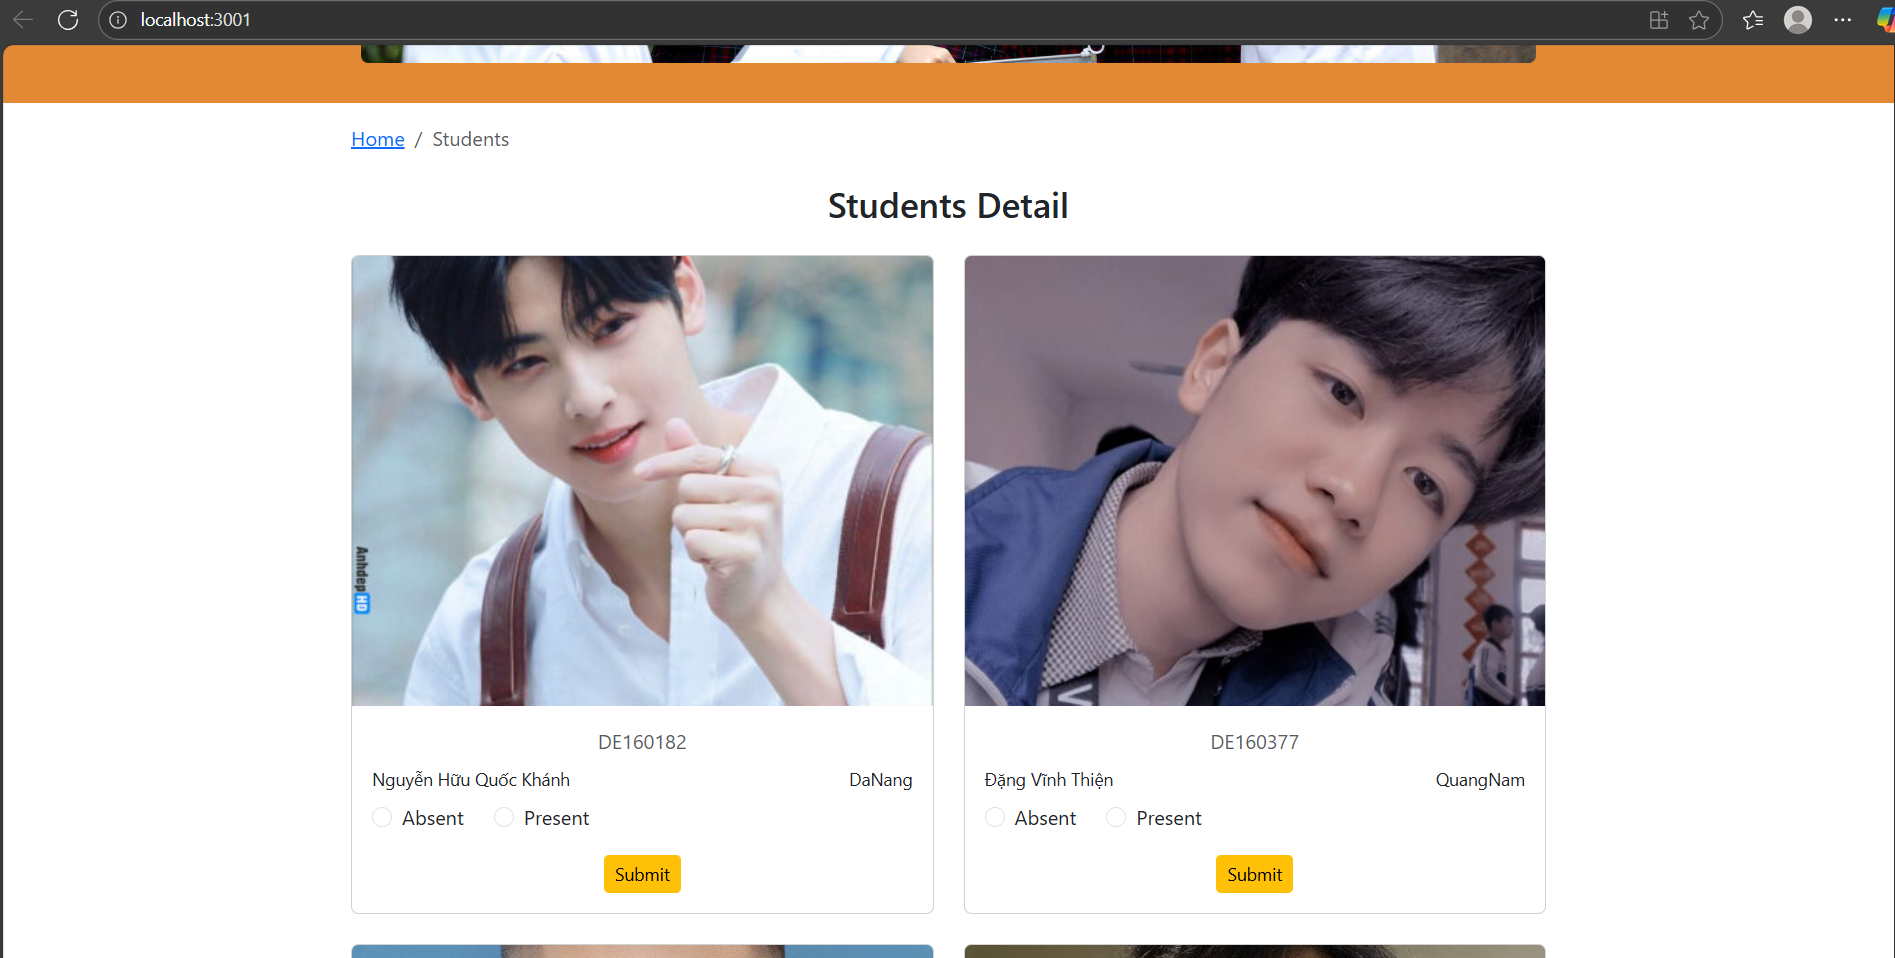 localhost:3001
Home / Students
Students Detail
Anhdep HD
V
DE160182
Nguyễn Hữu Quốc Khánh DaNang
Absent Present
Submit
DE160377
Đặng Vĩnh Thiện QuangNam
Absent Present
Submit